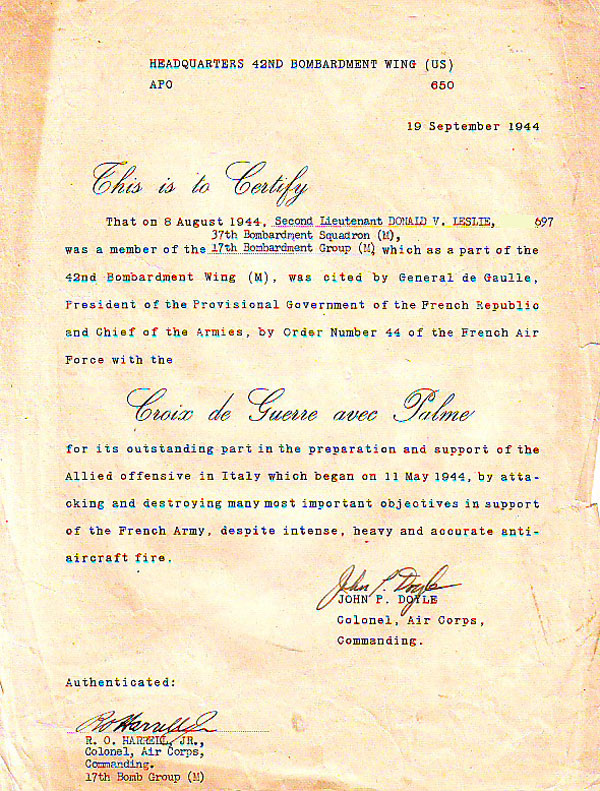 HEADQUARTERS 42ND BOMBARDMENT WING (US)
APO 650
19 September 1944
This is to Certify
That on 8 August 1944, Second Lieutenant DONALD V. LESLIE, 697
37th Bombardment Squadron (M),
was a member of the 17th Bombardment Group (M) which as a part of the
42nd Bombardment Wing (M), was cited by General de Gaulle,
President of the Provisional Government of the French Republic
and Chief of the Armies, by Order Number 44 of the French Air
Force with the
Croix de Guerre avec Palme
for its outstanding part in the preparation and support of the
Allied offensive in Italy which began on 11 May 1944, by atta-
cking and destroying many most important objectives in support
of the French Army, despite intense, heavy and accurate anti-
aircraft fire.
John P. Doyle
JOHN P. DOYLE
Colonel, Air Corps,
Commanding.
Authenticated:
RO Harrell Jr
R. O. HARRELL, JR.,
Colonel, Air Corps,
Commanding.
17th Bomb Group (M)